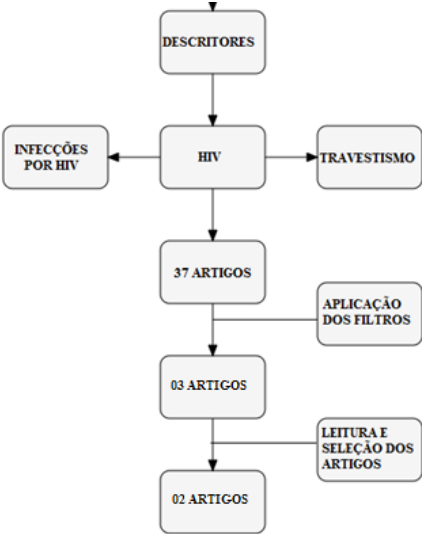 DESCRITORES
INFECÇÕES
POR HIV
HIV
TRAVESTISMO
37 ARTIGOS
APLICAÇÃO
DOS FILTROS
03 ARTIGOS
LEITURA E
SELEÇÃO DOS
ARTIGOS
02 ARTIGOS